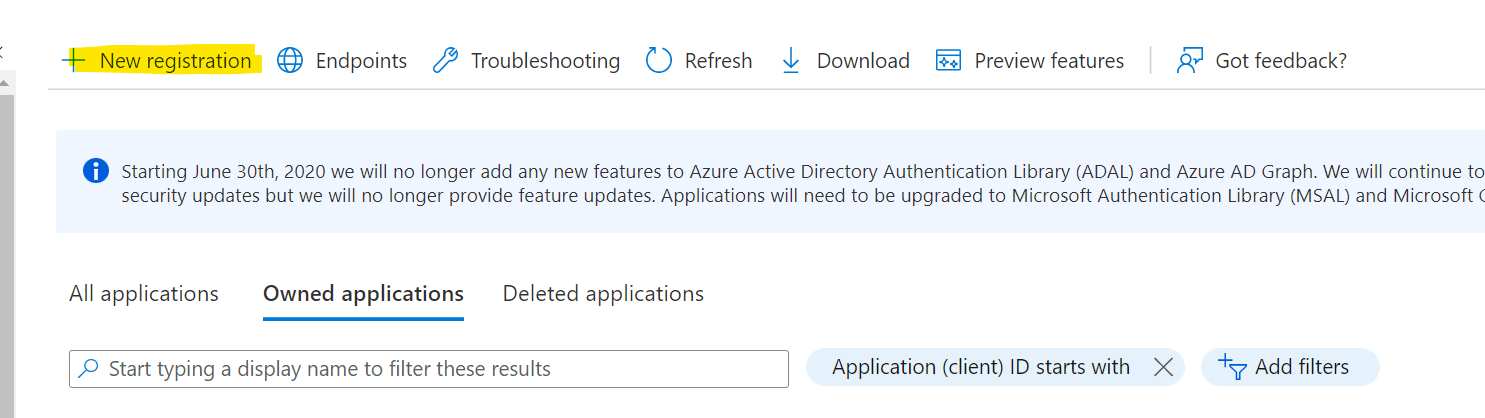 New registration Endpoints Troubleshooting Refresh Download Preview features Got feedback?
Starting June 30th, 2020 we will no longer add any new features to Azure Active Directory Authentication Library (ADAL) and Azure AD Graph. We will continue to
security updates but we will no longer provide feature updates. Applications will need to be upgraded to Microsoft Authentication Library (MSAL) and Microsoft
All applications Owned applications Deleted applications
Start typing a display name to filter these results Application (client) ID starts with Add filters